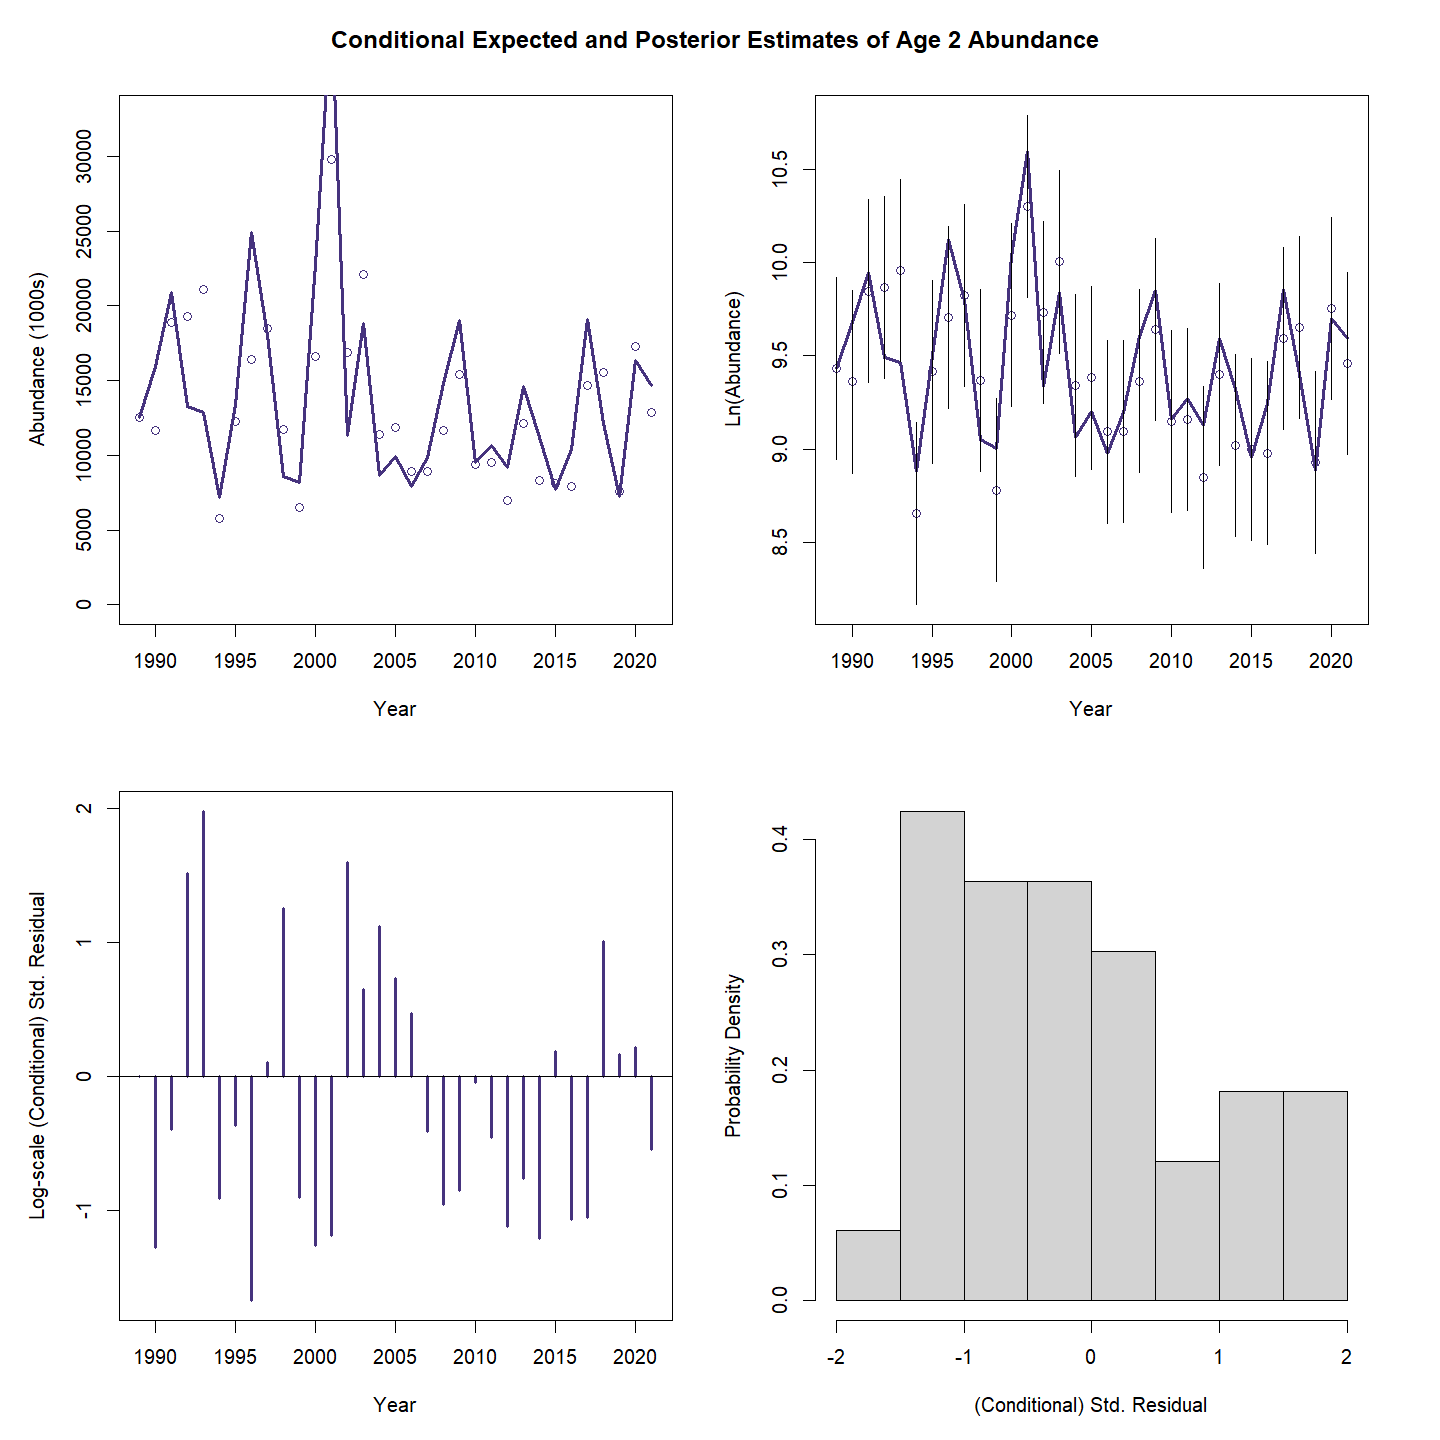 Conditional Expected and Posterior Estimates of Age 2 Abundance
Abundance (1000s)
30000
25000
20000
15000
10000
5000
0
1990 1995 2000 2005 2010 2015 2020
Year
Ln(Abundance)
10.5
10.0
9.5
9.0
8.5
1990 1995 2000 2005 2010 2015 2020
Year
Log-scale (Conditional) Std. Residual
2
1
0
-1
1990 1995 2000 2005 2010 2015 2020
Year
Probability Density
0.4
0.3
0.2
0.1
0.0
-2 -1 0 1 2
(Conditional) Std. Residual